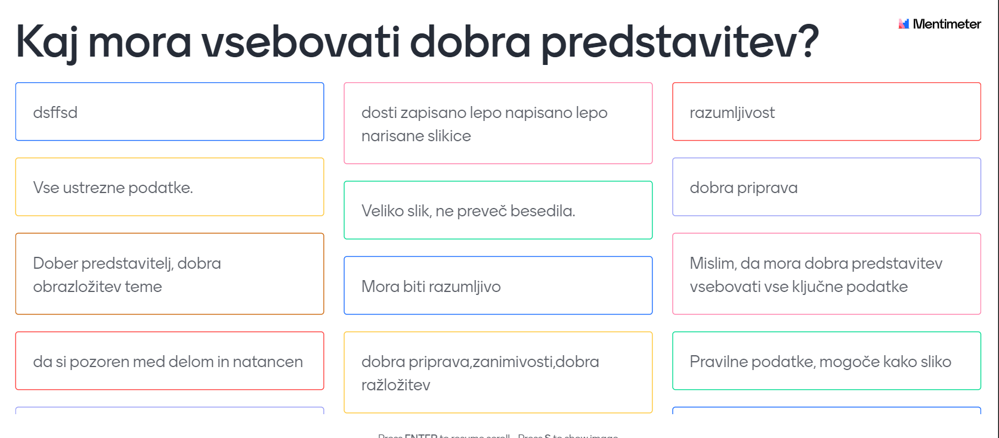 Kaj mora vsebovati dobra predstavitev?
Mentimeter
dsffsd
Vse ustrezne podatke.
Dober predstavitelj, dobra
obrazložitev teme
da si pozoren med delom in natancen
dosti zapisano lepo napisano lepo
narisane slikice
Veliko slik, ne preveč besedila.
Mora biti razumljivo
dobra priprava,zanimivosti,dobra
ražložitev
razumljivost
dobra priprava
Mislim, da mora dobra predstavitev
vsebovati vse ključne podatke
Pravilne podatke, mogoče kako sliko
Press ENTER to resume scroll Press S to show image